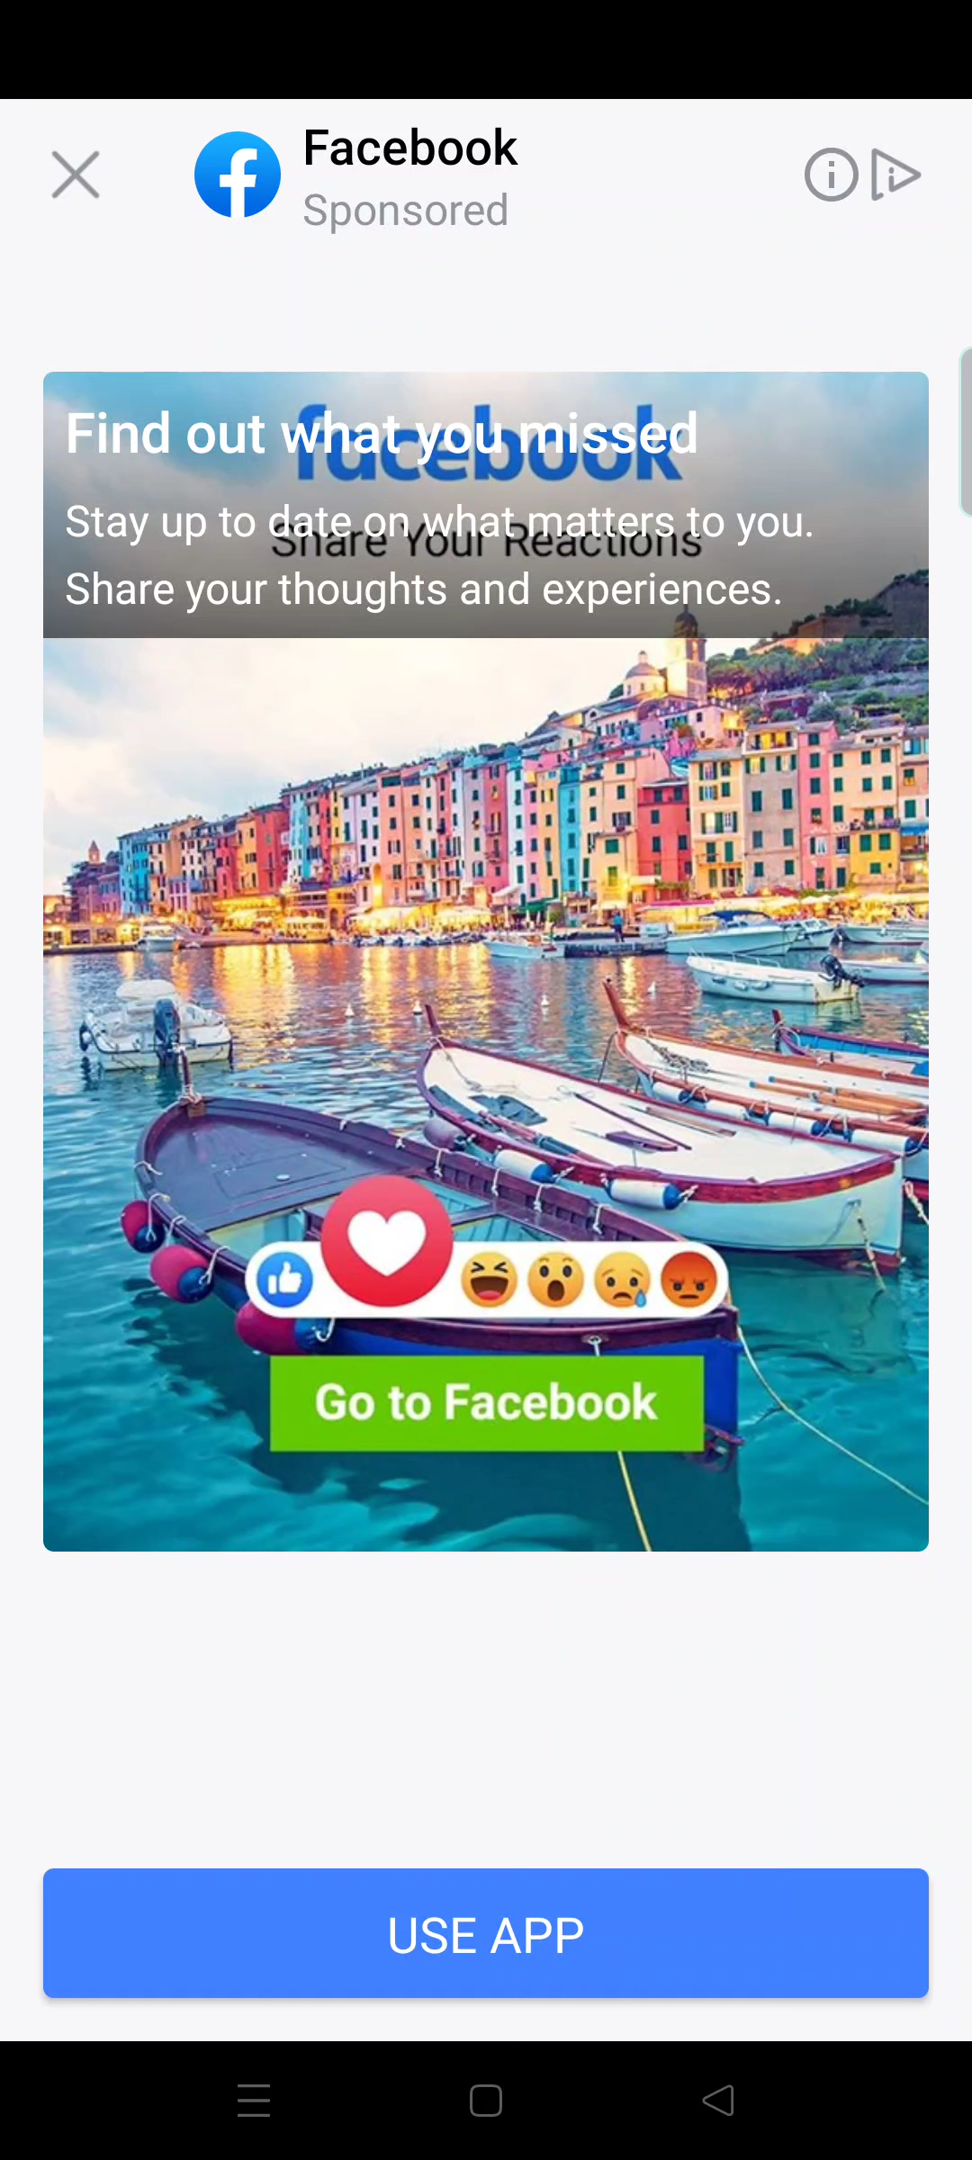 Facebook
Sponsored
facebook
Find out what you missed
Share Your Reactions
Stay up to date on what matters to you.
Share your thoughts and experiences.
Go to Facebook
USE APP